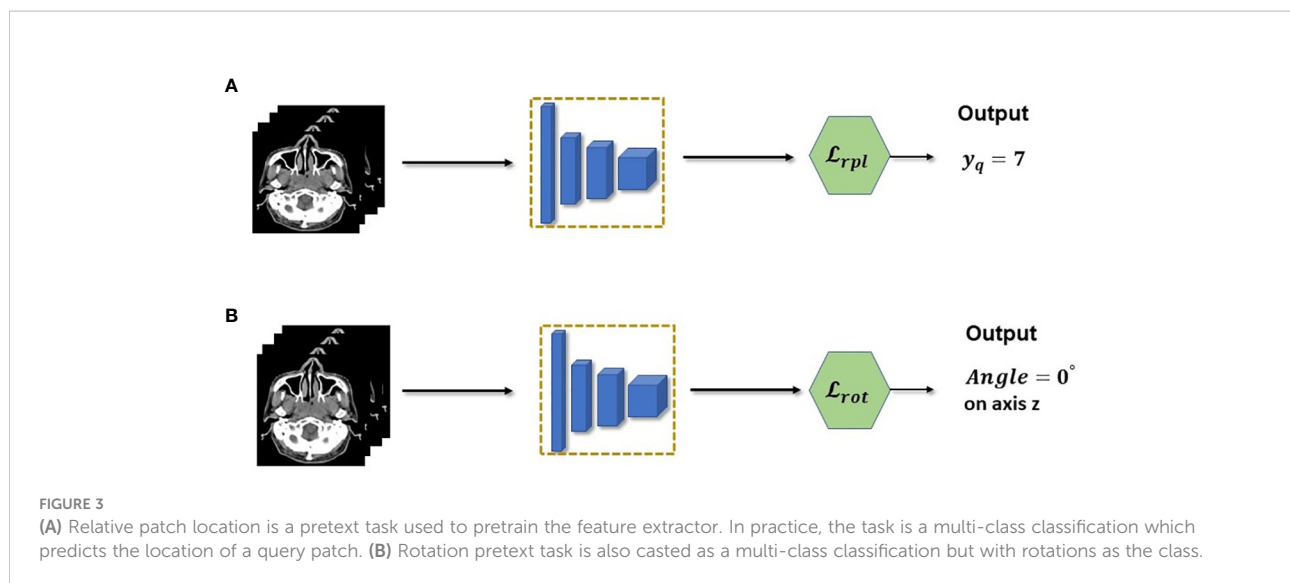 A
Output
ℒrpl
yq = 7
B
Output
ℒrot
Angle = 0°
on axis z
FIGURE 3
(A) Relative patch location is a pretext task used to pretrain the feature extractor. In practice, the task is a multi-class classification which
predicts the location of a query patch. (B) Rotation pretext task is also casted as a multi-class classification but with rotations as the class.